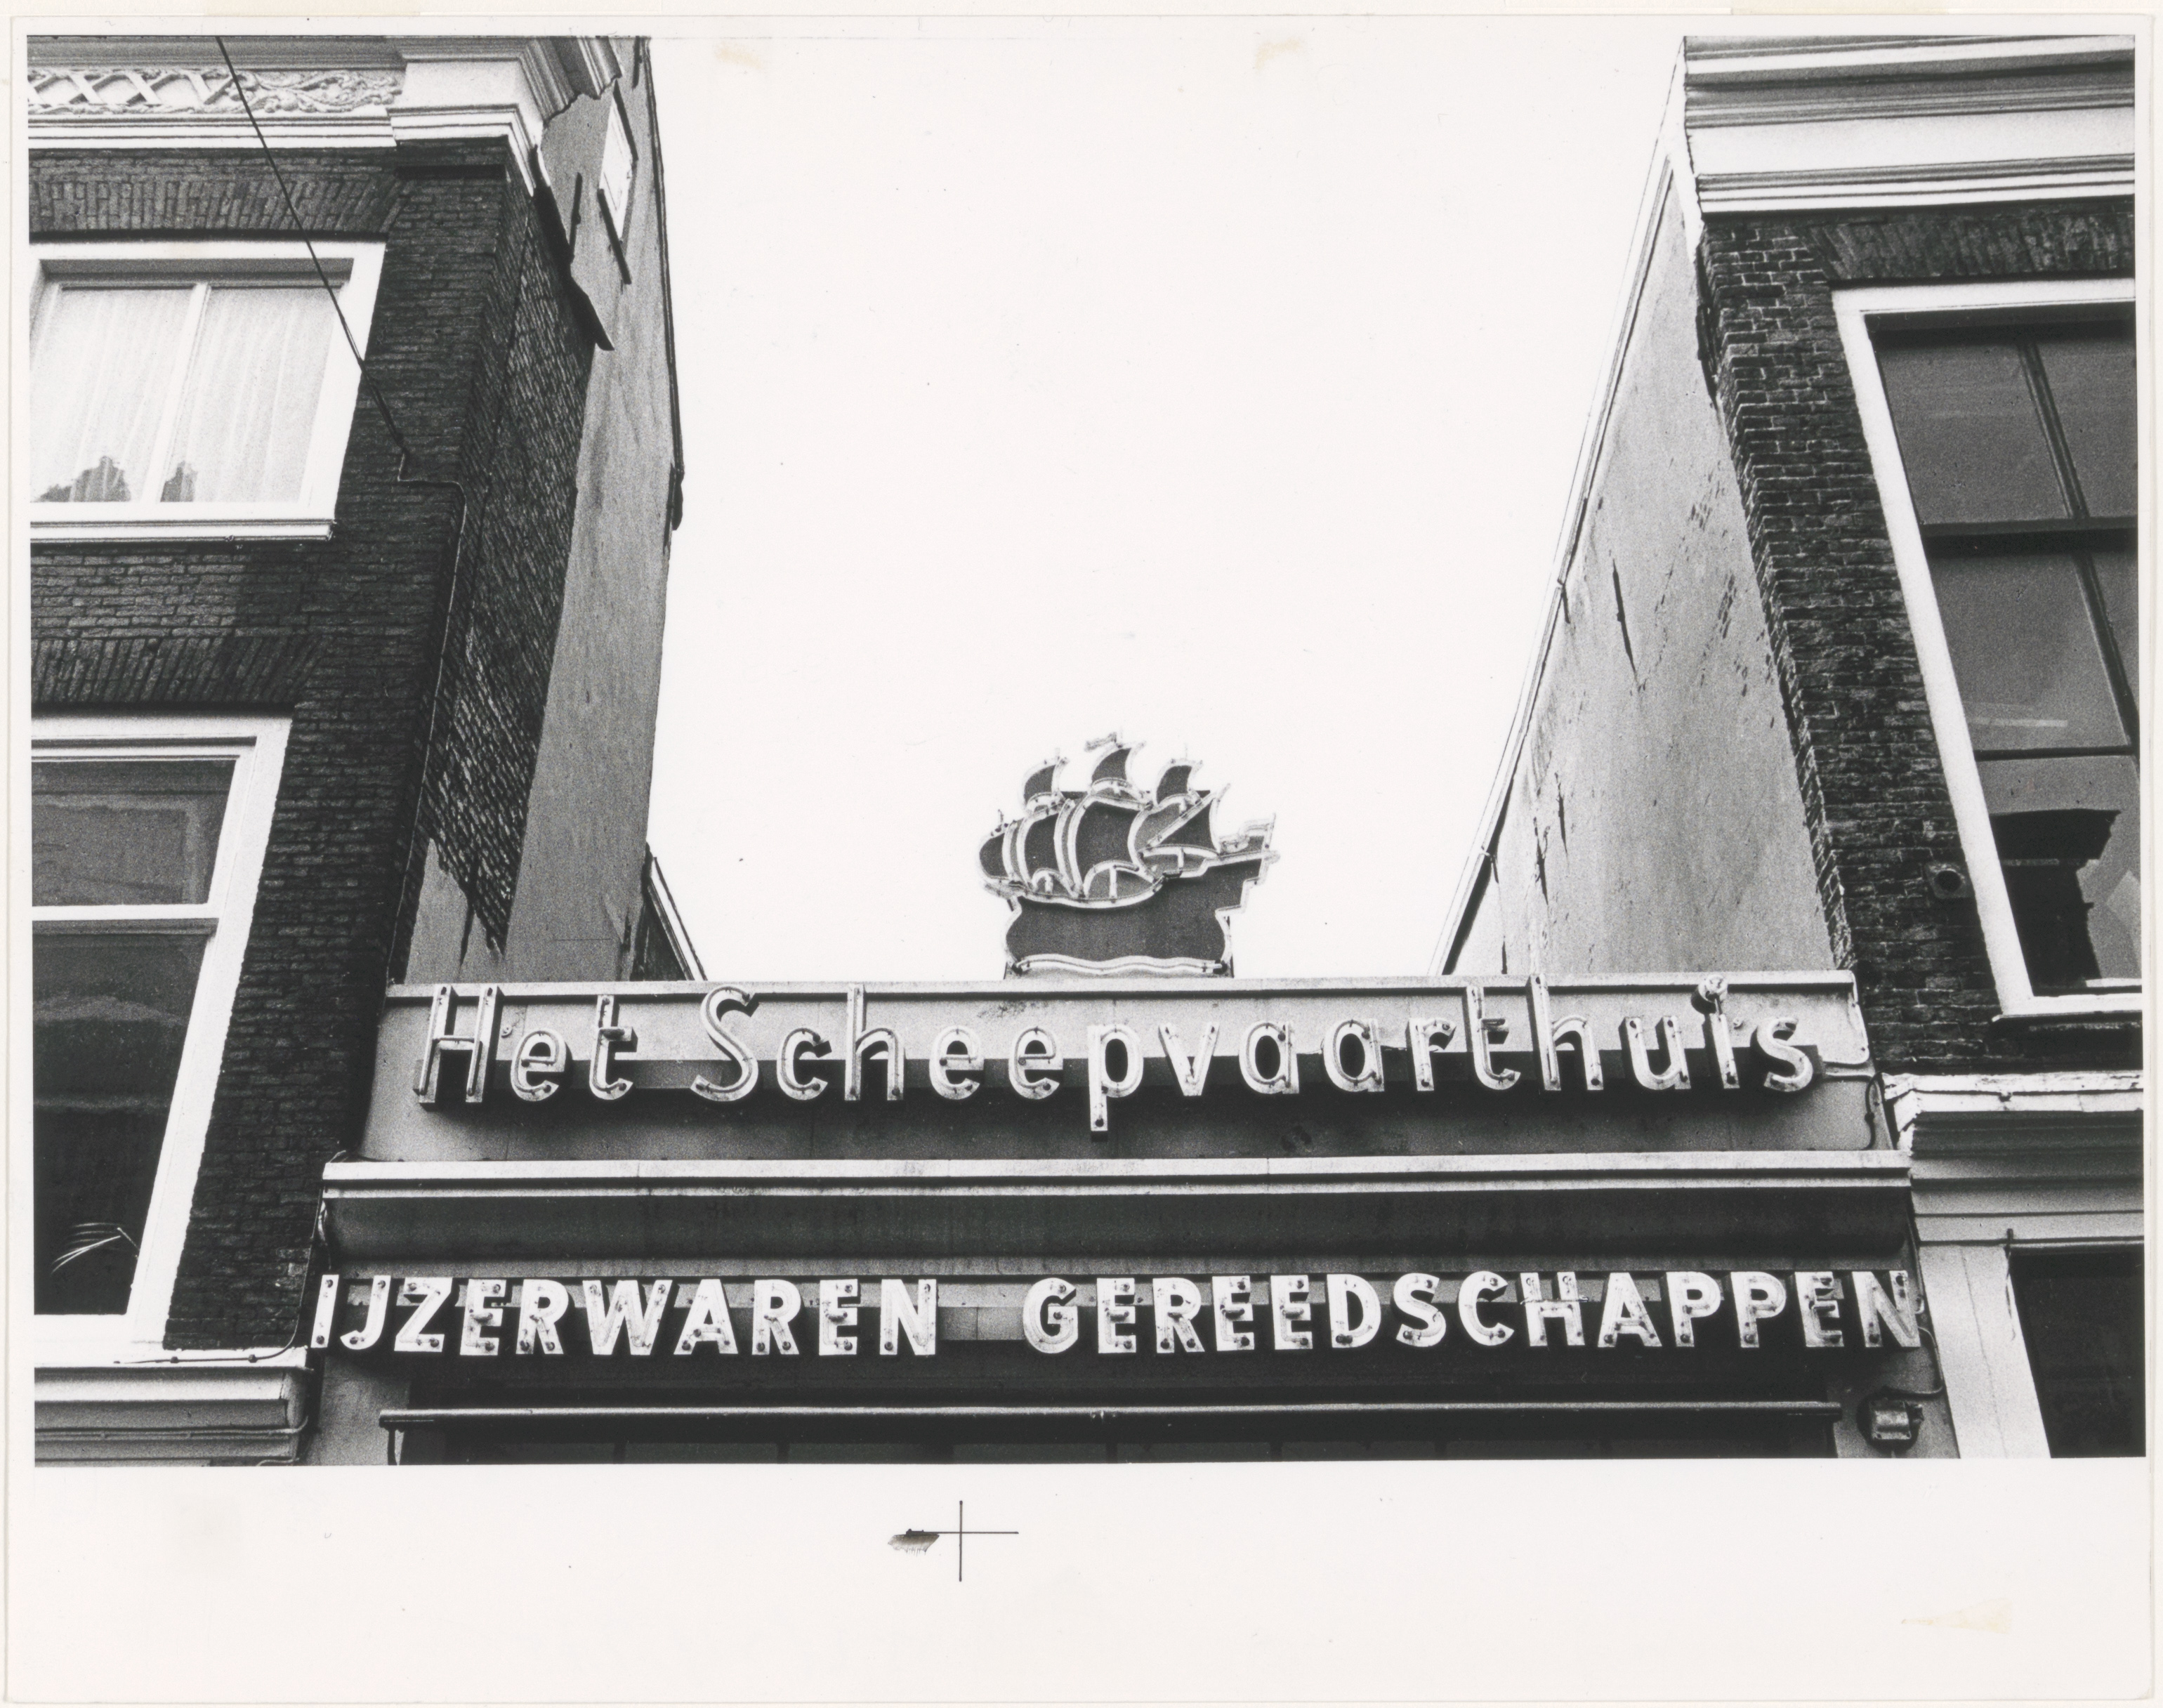 Het Scheepvaarthuis
IJZERWAREN GEREEDSCHAPPEN